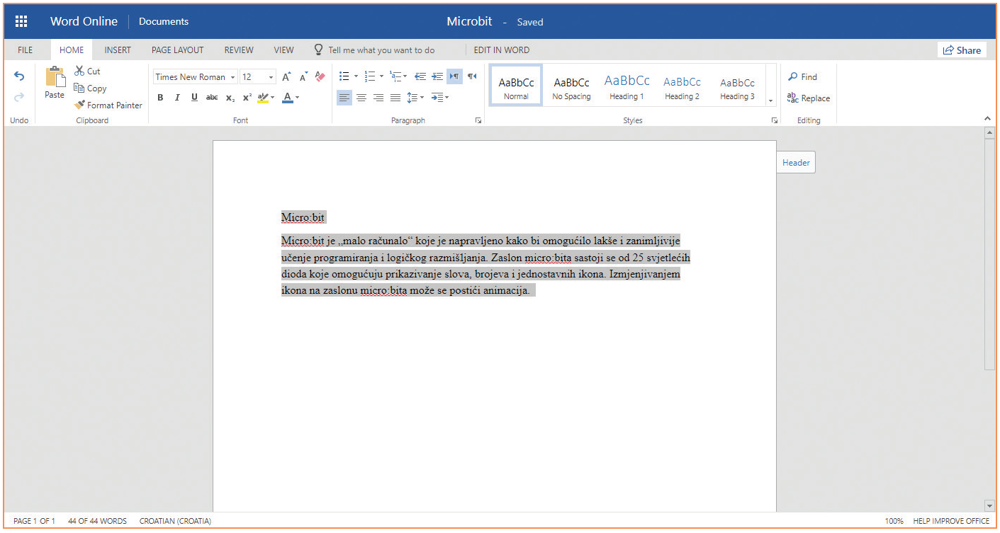 Word Online Documents Microbit - Saved
FILE HOME INSERT PAGE LAYOUT REVIEW VIEW Tell me what you want to do EDIT IN WORD Share
Paste
Cut
Copy
Format Painter
Times New Roman 12
B I U abc x₂ x² ab A
AaBbCc AaBbCc AaBbCc AaBbCc AaBbCc
Normal No Spacing Heading 1 Heading 2 Heading 3
Find
Replace
Undo Clipboard Font Paragraph Styles Editing
Header
Micro:bit
Micro:bit je „malo računalo“ koje je napravljeno kako bi omogućilo lakše i zanimljivije
učenje programiranja i logičkog razmišljanja. Zaslon micro:bita sastoji se od 25 svjetlećih
dioda koje omogućuju prikazivanje slova, brojeva i jednostavnih ikona. Izmjenjivanjem
ikona na zaslonu micro:bita može se postići animacija.
PAGE 1 OF 1 44 OF 44 WORDS CROATIAN (CROATIA) 100% HELP IMPROVE OFFICE